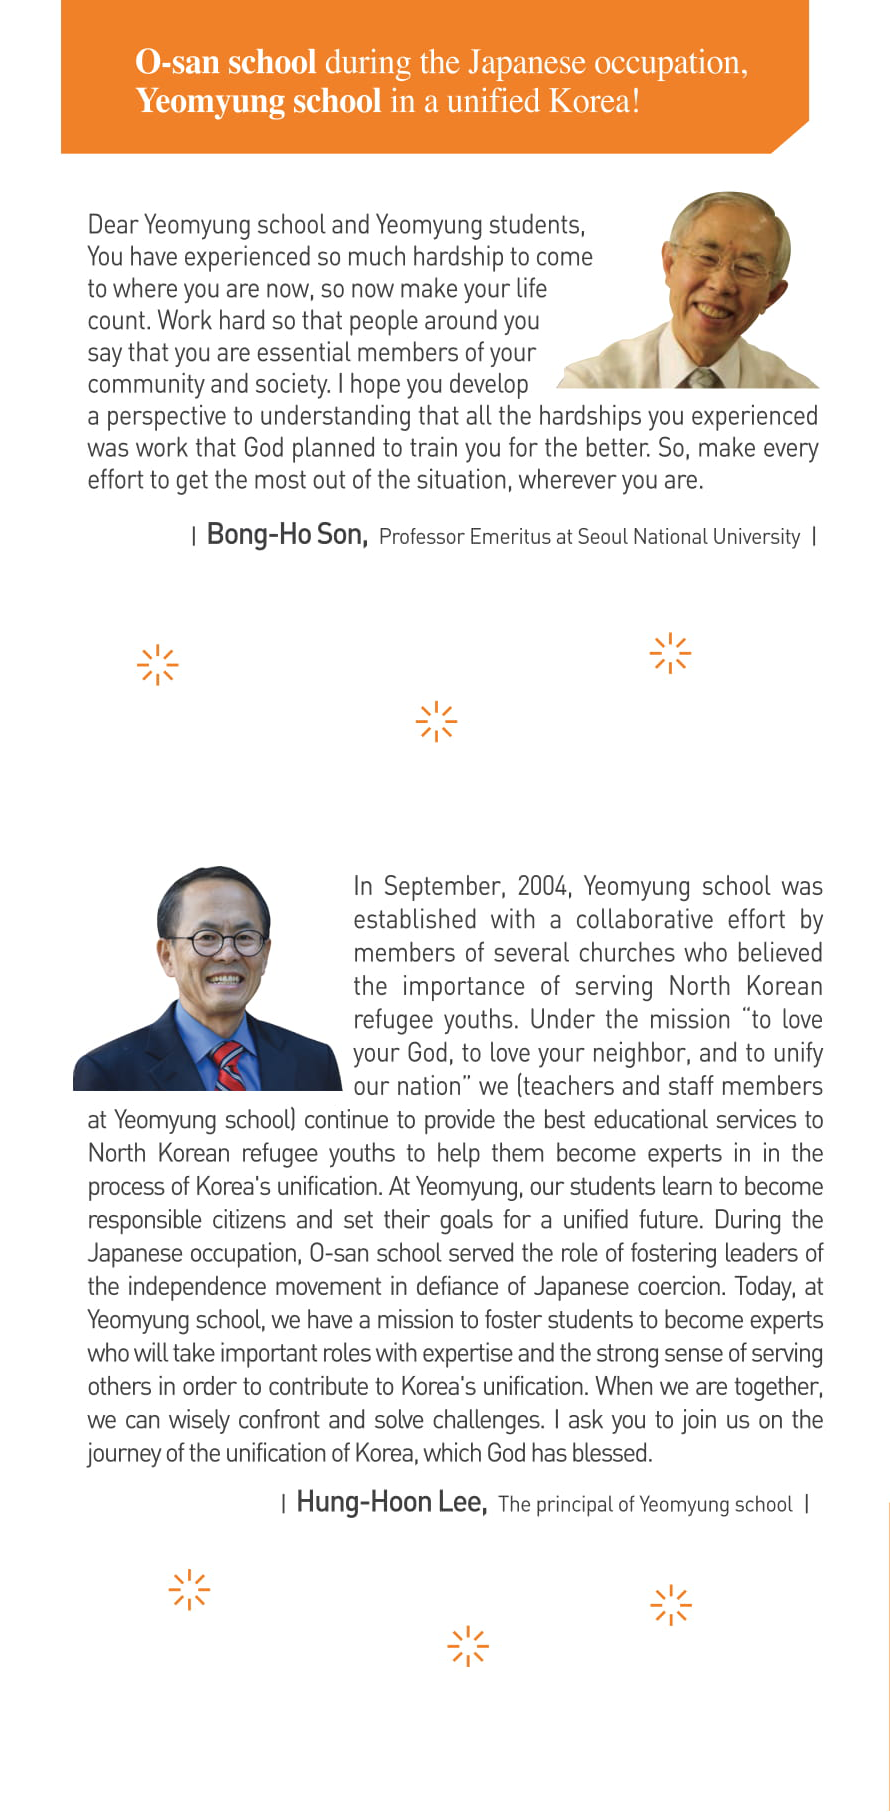 O-san school during the Japanese occupation,
Yeomyung school in a unified Korea!
Dear Yeomyung school and Yeomyung students,
You have experienced so much hardship to come
to where you are now, so now make your life
count. Work hard so that people around you
say that you are essential members of your
community and society. I hope you develop
a perspective to understanding that all the hardships you experienced
was work that God planned to train you for the better. So, make every
effort to get the most out of the situation, wherever you are.
| Bong-Ho Son, Professor Emeritus at Seoul National University |
In September, 2004, Yeomyung school was
established with a collaborative effort by
members of several churches who believed
the importance of serving North Korean
refugee youths. Under the mission “to love
your God, to love your neighbor, and to unify
our nation” we (teachers and staff members
at Yeomyung school) continue to provide the best educational services to
North Korean refugee youths to help them become experts in in the
process of Korea's unification. At Yeomyung, our students learn to become
responsible citizens and set their goals for a unified future. During the
Japanese occupation, O-san school served the role of fostering leaders of
the independence movement in defiance of Japanese coercion. Today, at
Yeomyung school, we have a mission to foster students to become experts
who will take important roles with expertise and the strong sense of serving
others in order to contribute to Korea's unification. When we are together,
we can wisely confront and solve challenges. I ask you to join us on the
journey of the unification of Korea, which God has blessed.
| Hung-Hoon Lee, The principal of Yeomyung school |